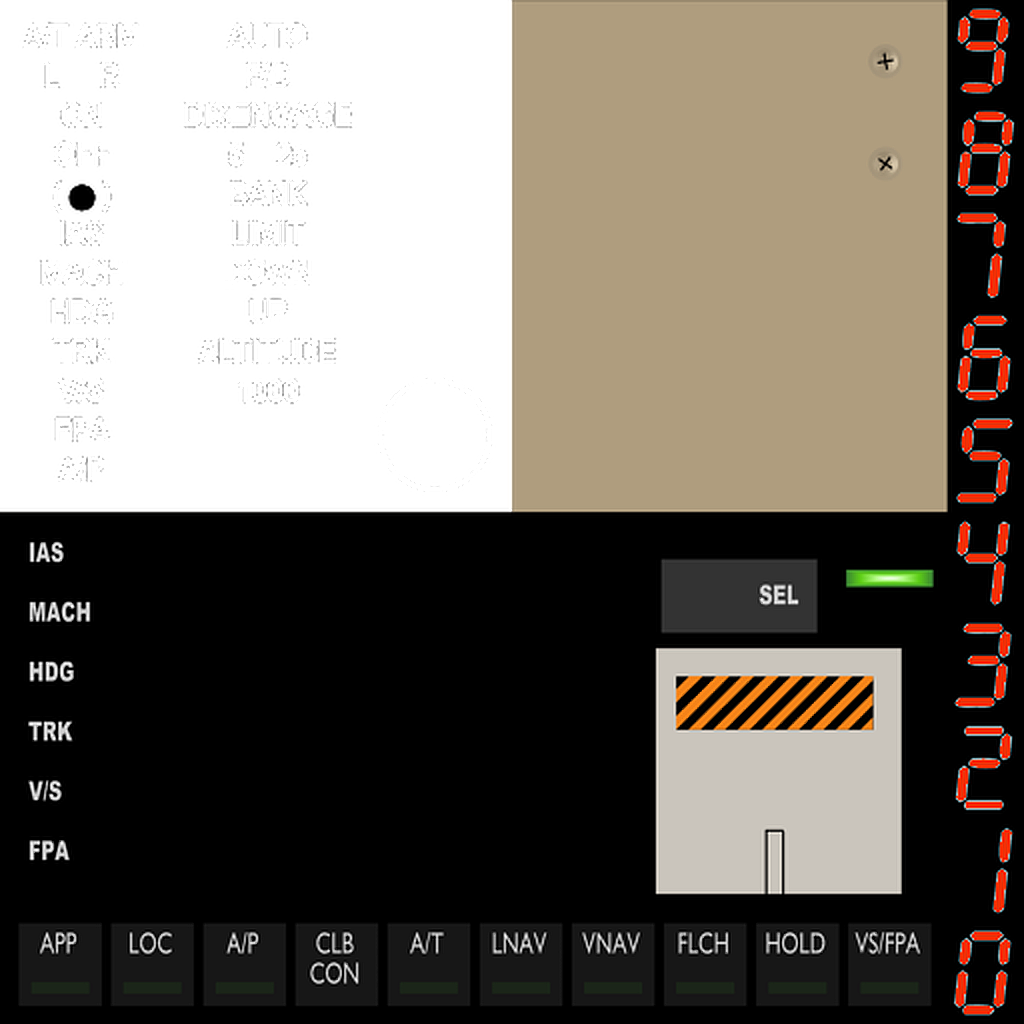 A/T ARM
L R
ON
OFF
IAS
MACH
HDG
TRK
V/S
FPA
A/P
AUTO
DISENGAGE
BANK
LIMIT
DOWN
UP
ALTITUDE
1000
IAS
MACH
HDG
TRK
V/S
FPA
SEL
APP
LOC
A/P
CLB
CON
A/T
LNAV
VNAV
FLCH
HOLD
VS/FPA
9
8
7
6
5
4
3
2
1
0